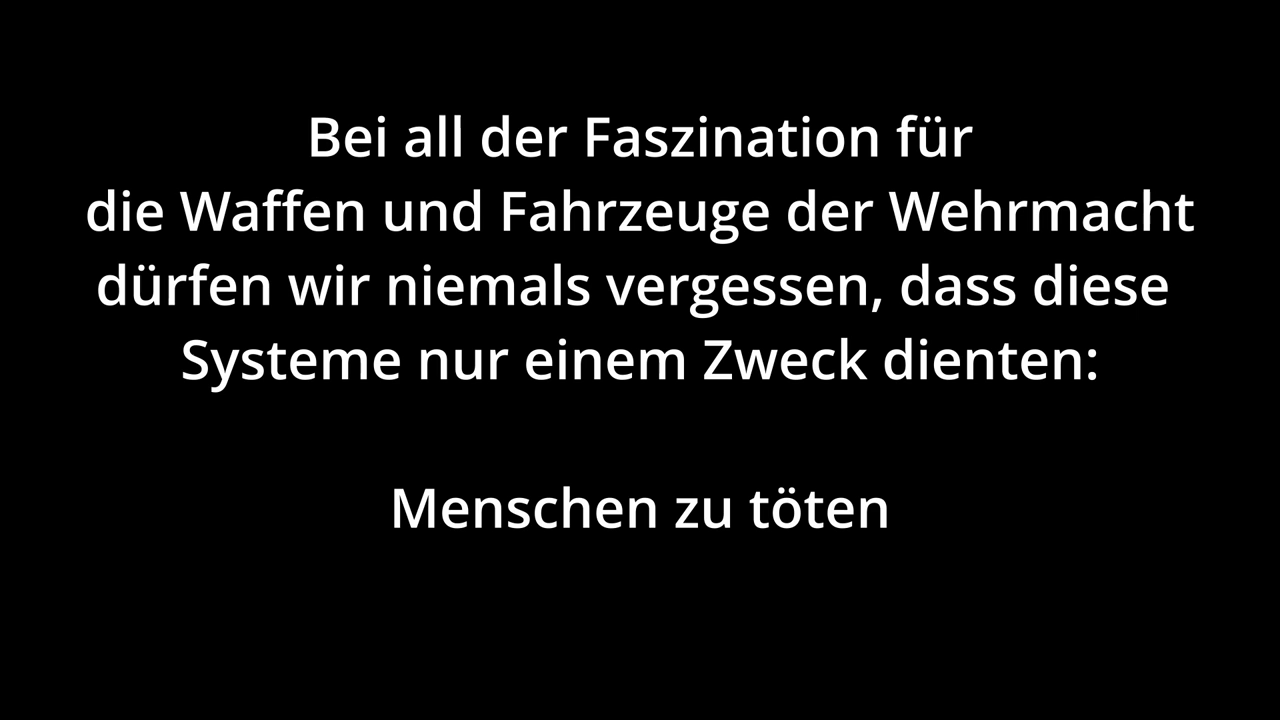 Bei all der Faszination für
die Waffen und Fahrzeuge der Wehrmacht
dürfen wir niemals vergessen, dass diese
Systeme nur einem Zweck dienten:
Menschen zu töten